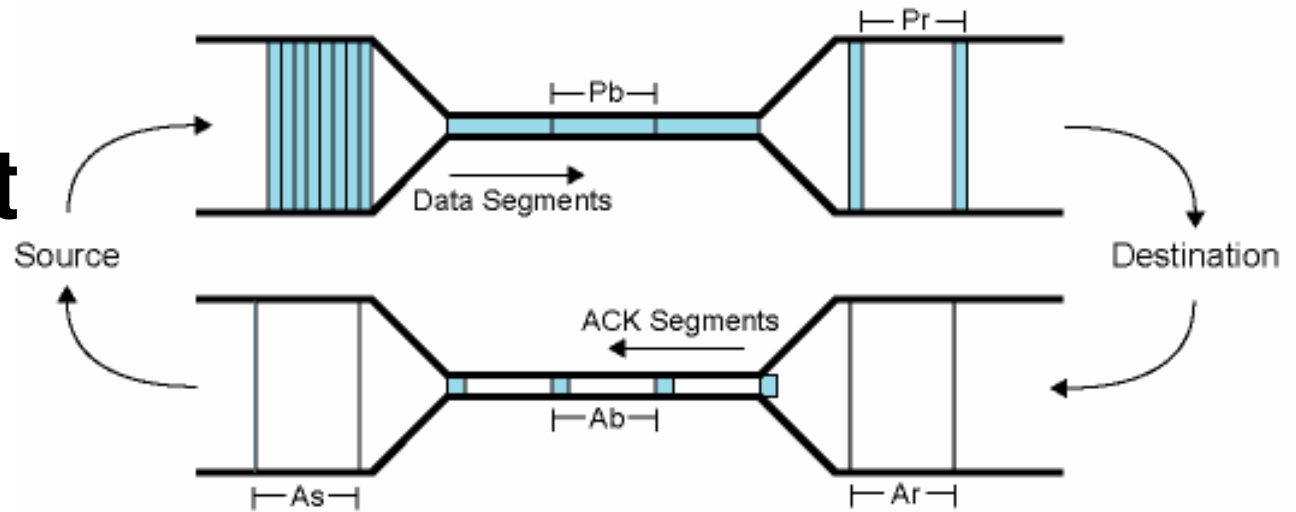 Pr
Pb
Data Segments
t
Source
Destination
ACK Segments
Ab
As
Ar